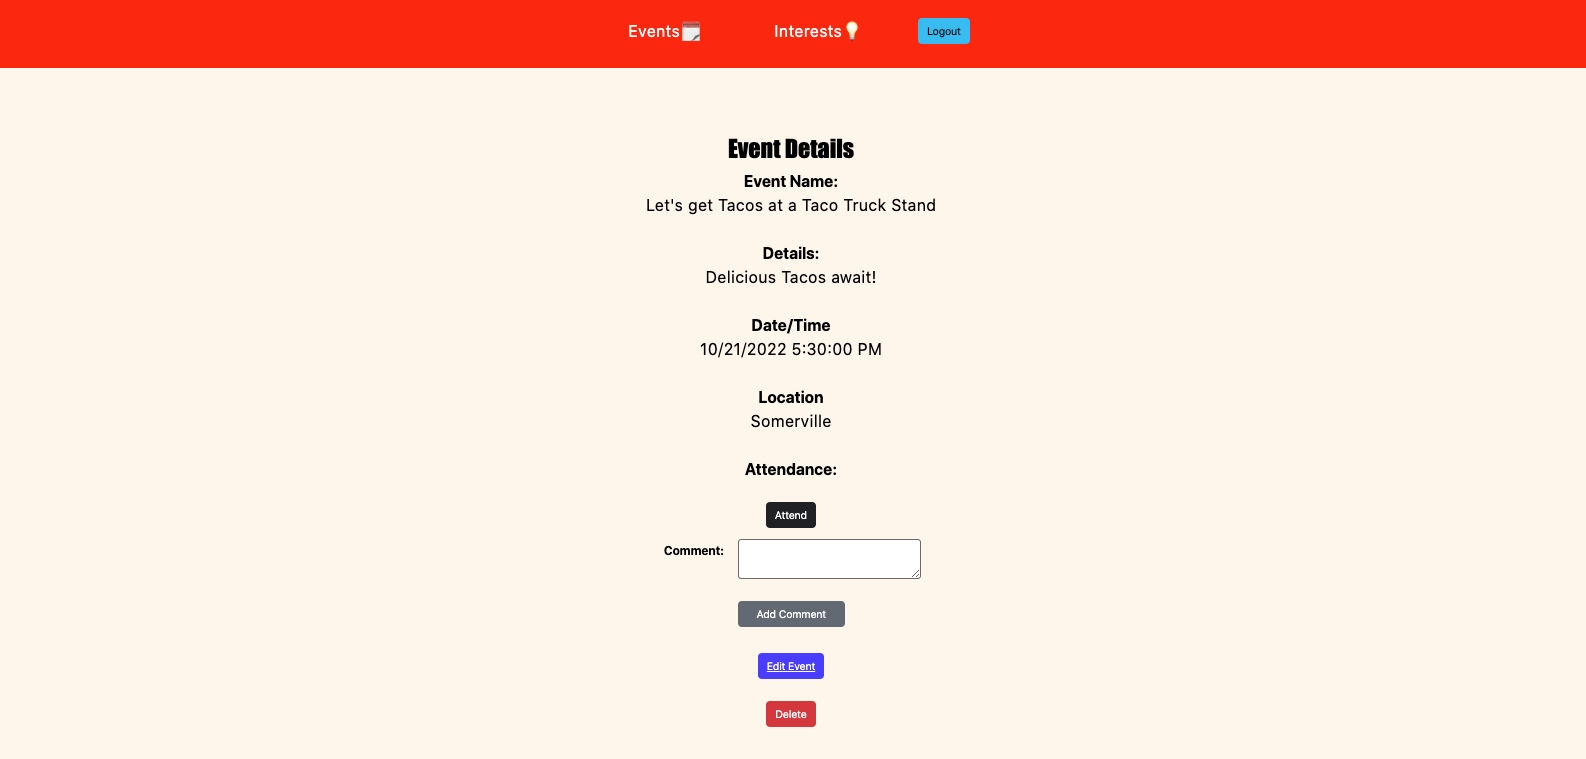 Events Interests Logout
Event Details
Event Name:
Let's get Tacos at a Taco Truck Stand
Details:
Delicious Tacos await!
Date/Time
10/21/2022 5:30:00 PM
Location
Somerville
Attendance:
Attend
Comment:
Add Comment
Edit Event
Delete